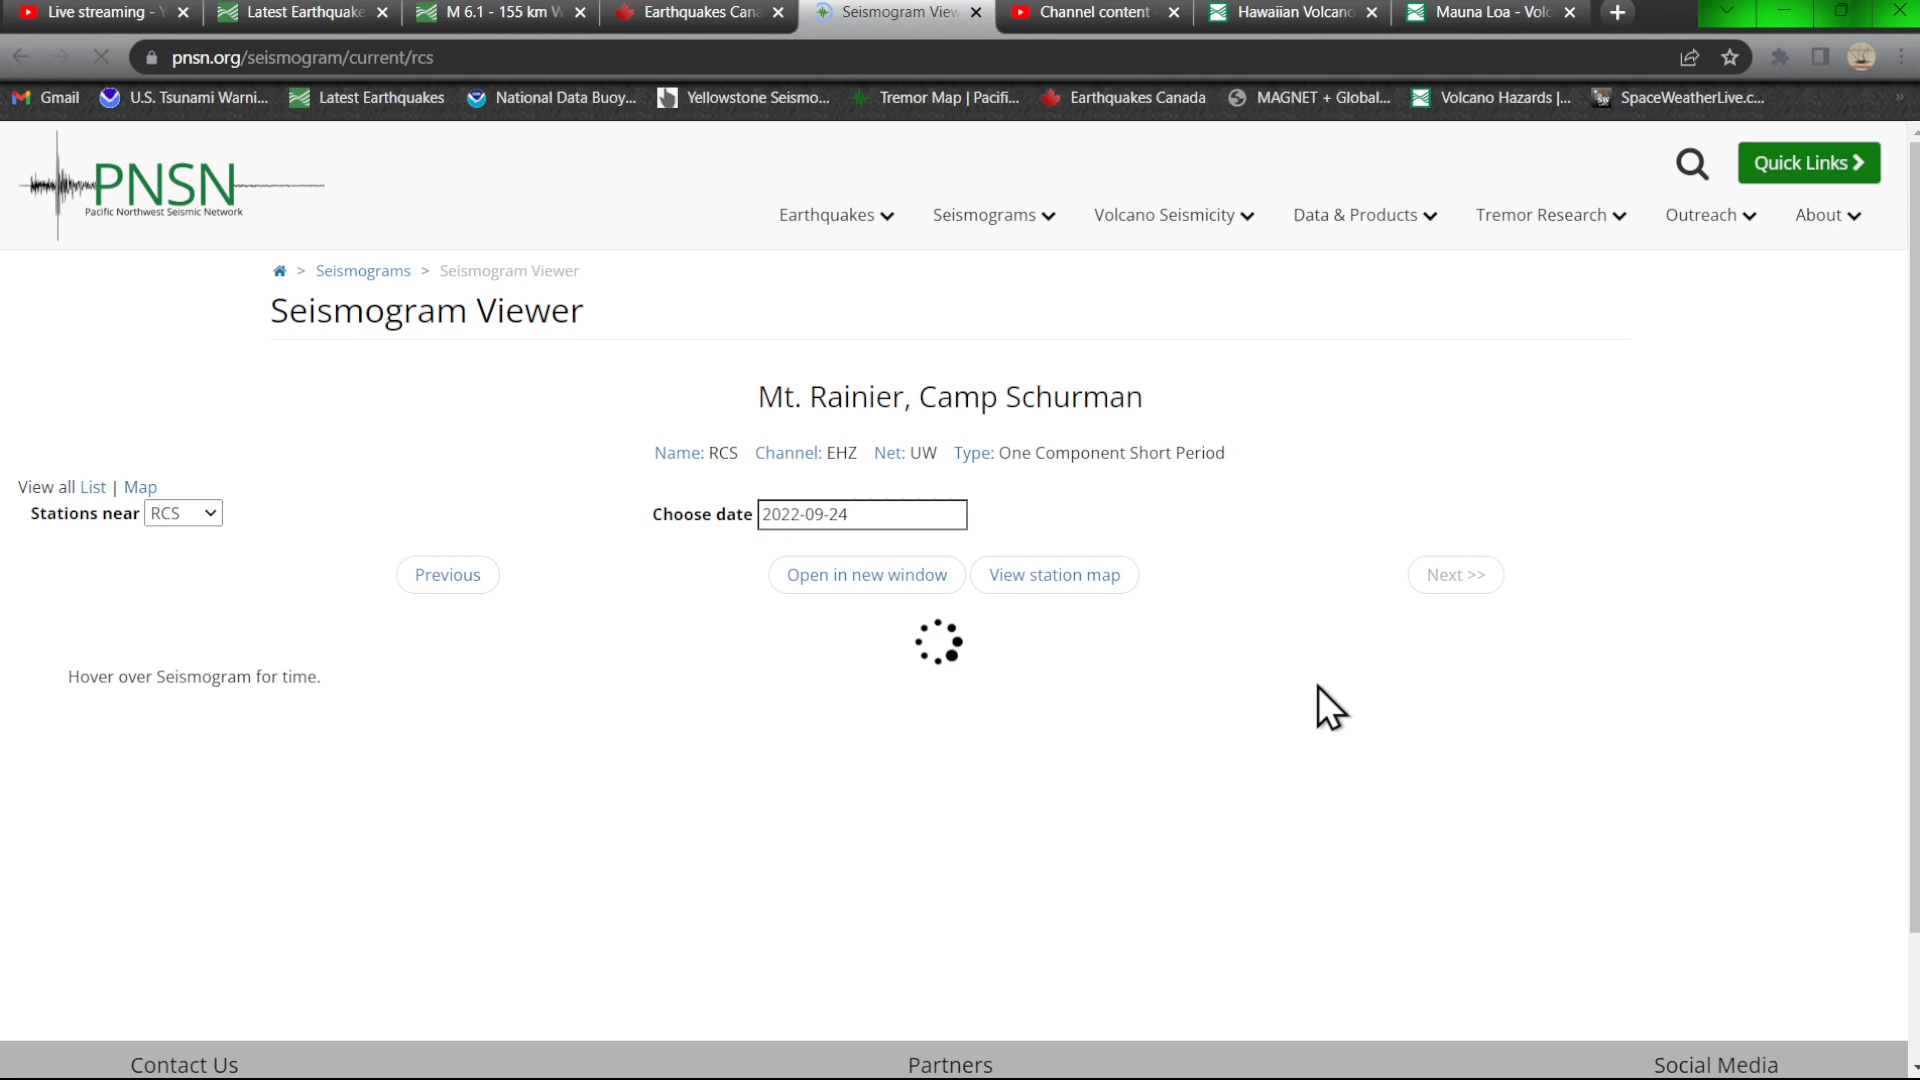 Live streaming - Y
Latest Earthquake
M 6.1 - 155 km W
Earthquakes Cana
Seismogram View
Channel content
Hawaiian Volcano
Mauna Loa - Volc
pnsn.org/seismogram/current/rcs
Gmail
U.S. Tsunami Warni...
Latest Earthquakes
National Data Buoy...
Yellowstone Seismo...
Tremor Map | Pacifi...
Earthquakes Canada
MAGNET + Global...
Volcano Hazards |...
SpaceWeatherLive.c...
PNSN
Pacific Northwest Seismic Network
Quick Links
Earthquakes
Seismograms
Volcano Seismicity
Data & Products
Tremor Research
Outreach
About
> Seismograms > Seismogram Viewer
Seismogram Viewer
Mt. Rainier, Camp Schurman
Name: RCS Channel: EHZ Net: UW Type: One Component Short Period
View all List | Map
Stations near RCS
Choose date 2022-09-24
Previous
Open in new window
View station map
Next >>
Hover over Seismogram for time.
Contact Us
Partners
Social Media